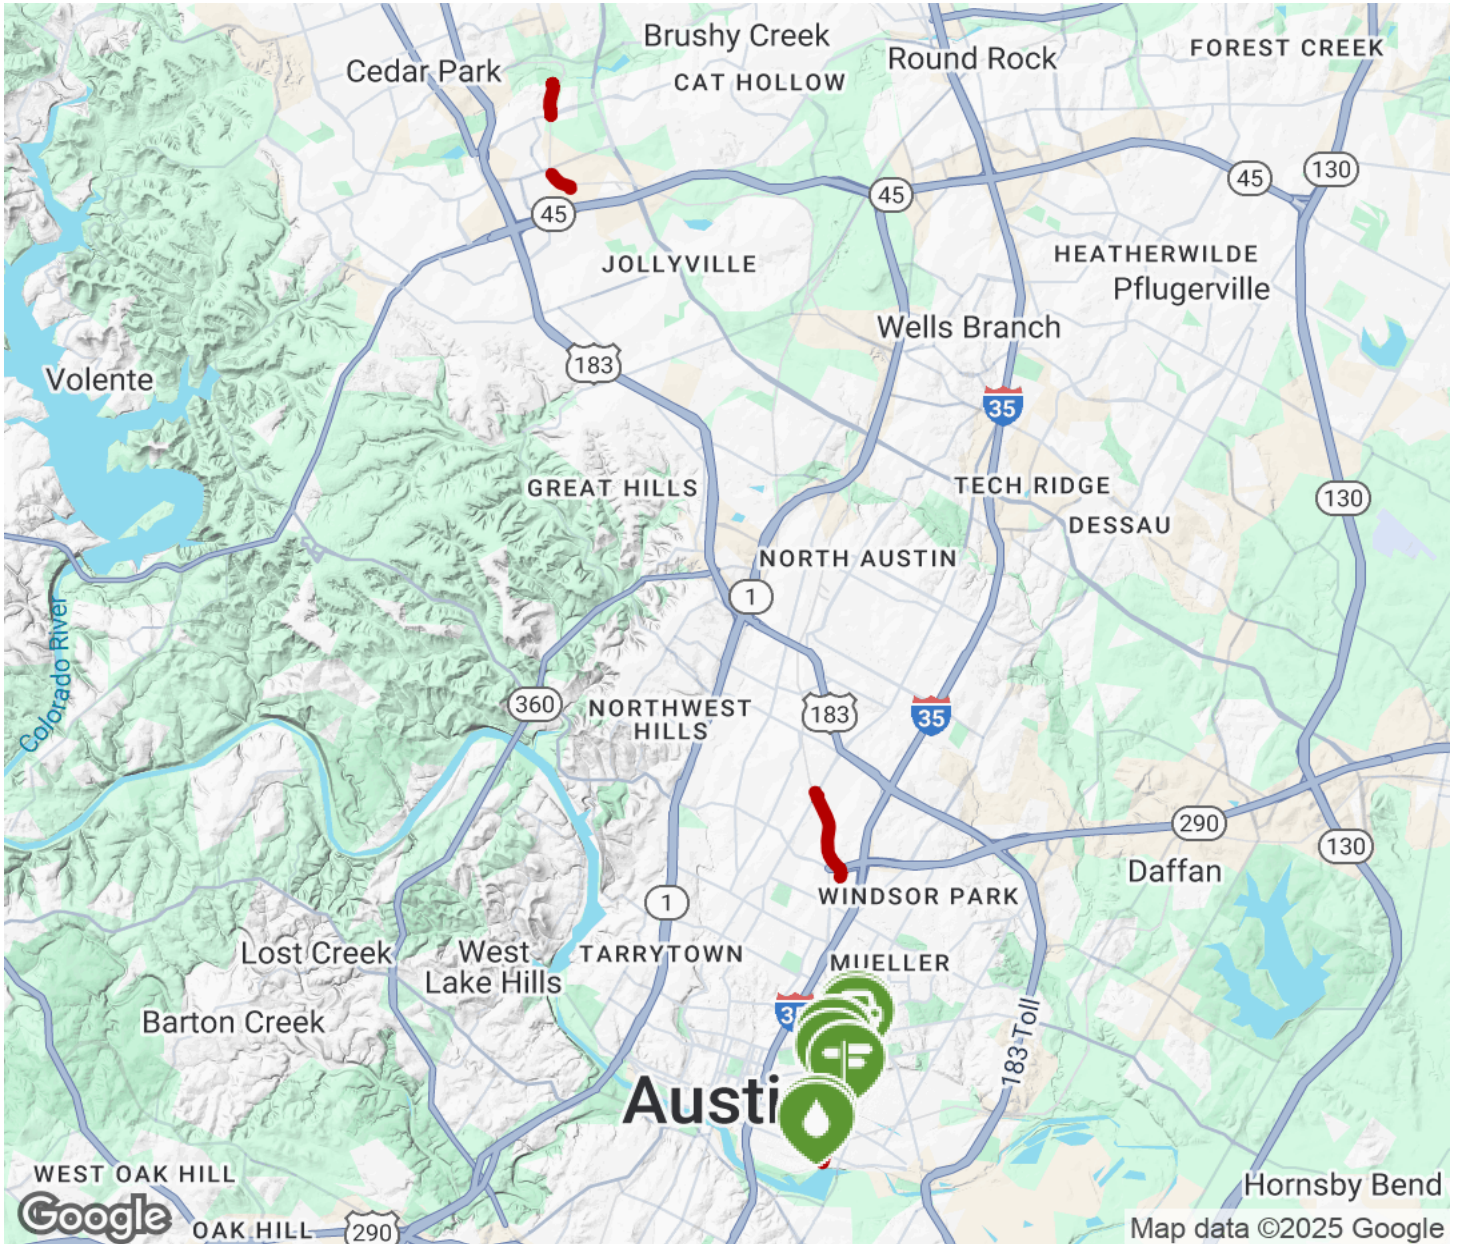 Brushy Creek
Round Rock
FOREST CREEK
Cedar Park
CAT HOLLOW
130
45
45
45
HEATHERWILDE
JOLLYVILLE
Pflugerville
Wells Branch
183
Volente
35
GREAT HILLS
TECH RIDGE
130
DESSAU
NORTH AUSTIN
1
Colorado River
360
NORTHWEST
HILLS
183
35
290
130
Daffan
WINDSOR PARK
1
Lost Creek
West
Lake Hills
TARRYTOWN
MUELLER
Barton Creek
183 Toll
Austi
WEST OAK HILL
Hornsby Bend
Google
OAK HILL
290
Map data ©2025 Google